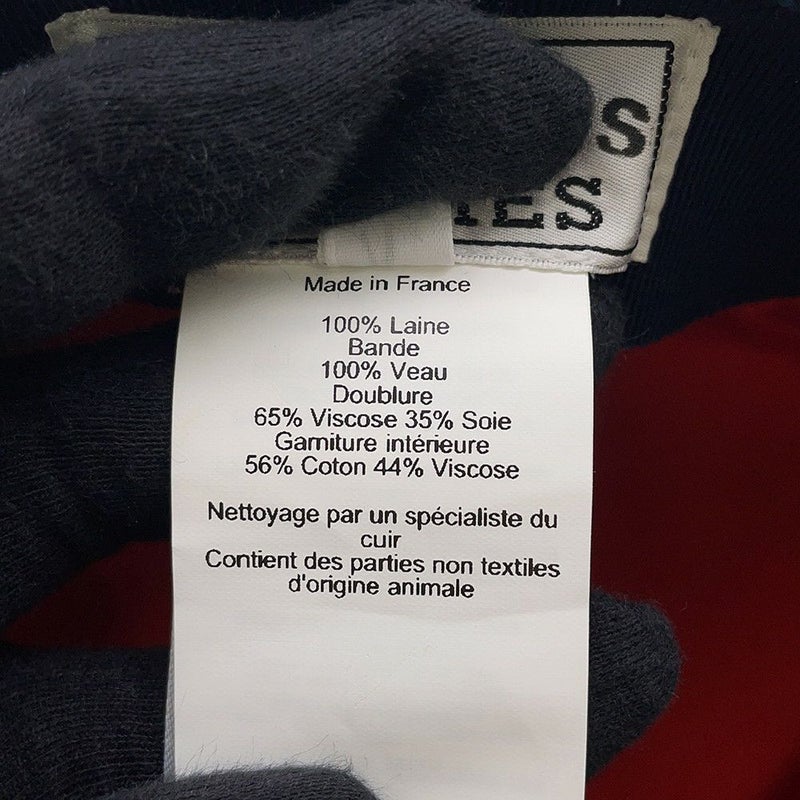 S
ES
Made in France
100% Laine
Bande
100% Veau
Doublure
65% Viscose 35% Soie
Garniture intérieure
56% Coton 44% Viscose
Nettoyage par un spécialiste du
cuir
Contient des parties non textiles
d'origine animale